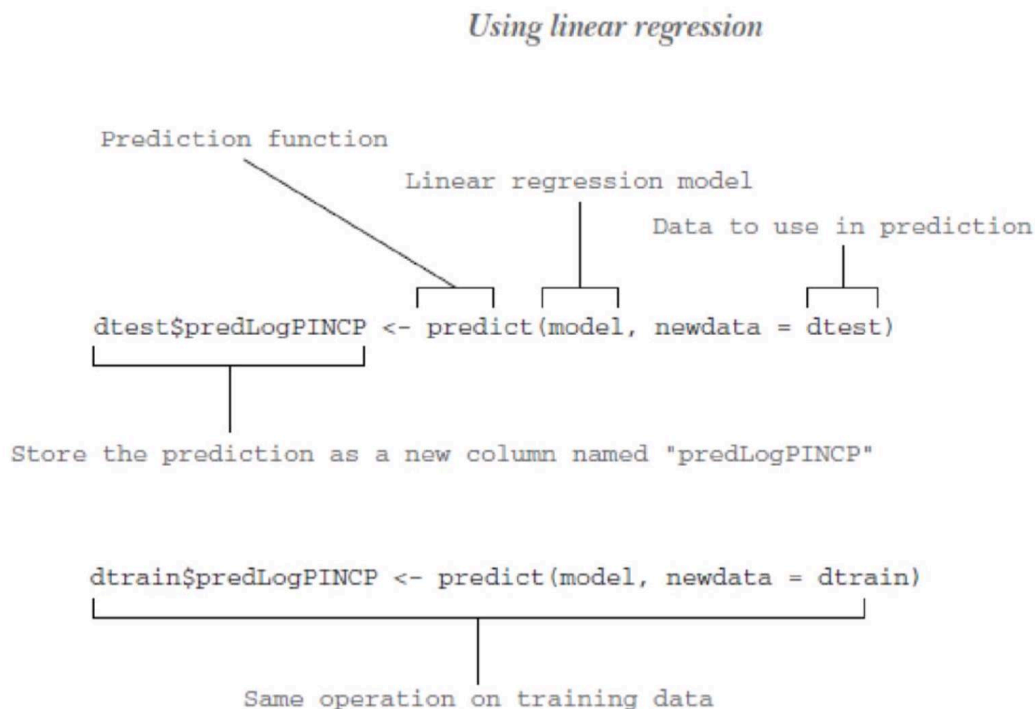 Using linear regression
Prediction function
Linear regression model
Data to use in prediction
dtest$predLogPINCP <- predict(model, newdata = dtest)
Store the prediction as a new column named "predLogPINCP"
dtrain$predLogPINCP <- predict(model, newdata = dtrain)
Same operation on training data